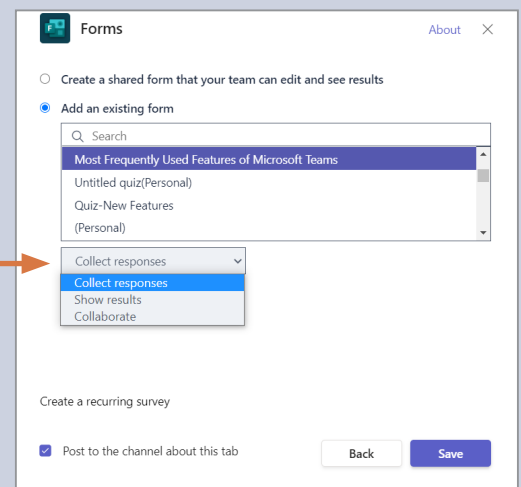 Forms
About
Create a shared form that your team can edit and see results
Add an existing form
Search
Most Frequently Used Features of Microsoft Teams
Untitled quiz(Personal)
Quiz-New Features
(Personal)
Collect responses
Collect responses
Show results
Collaborate
Create a recurring survey
Post to the channel about this tab
Back
Save